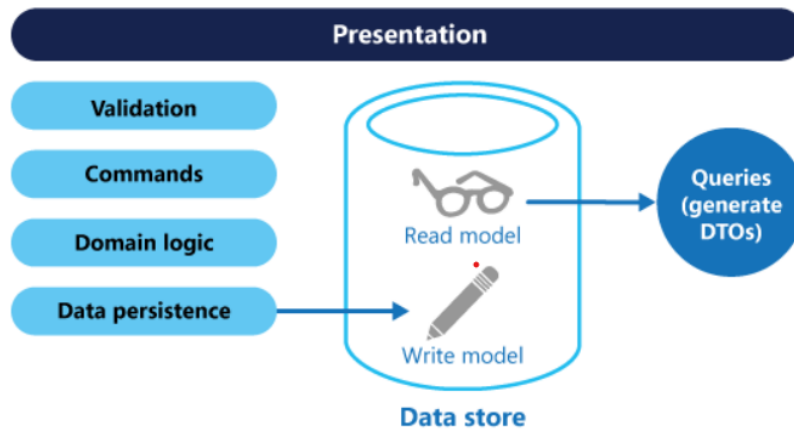 Presentation
Validation
Commands
Domain logic
Data persistence
Read model
Write model
Data store
Queries
(generate
DTOs)